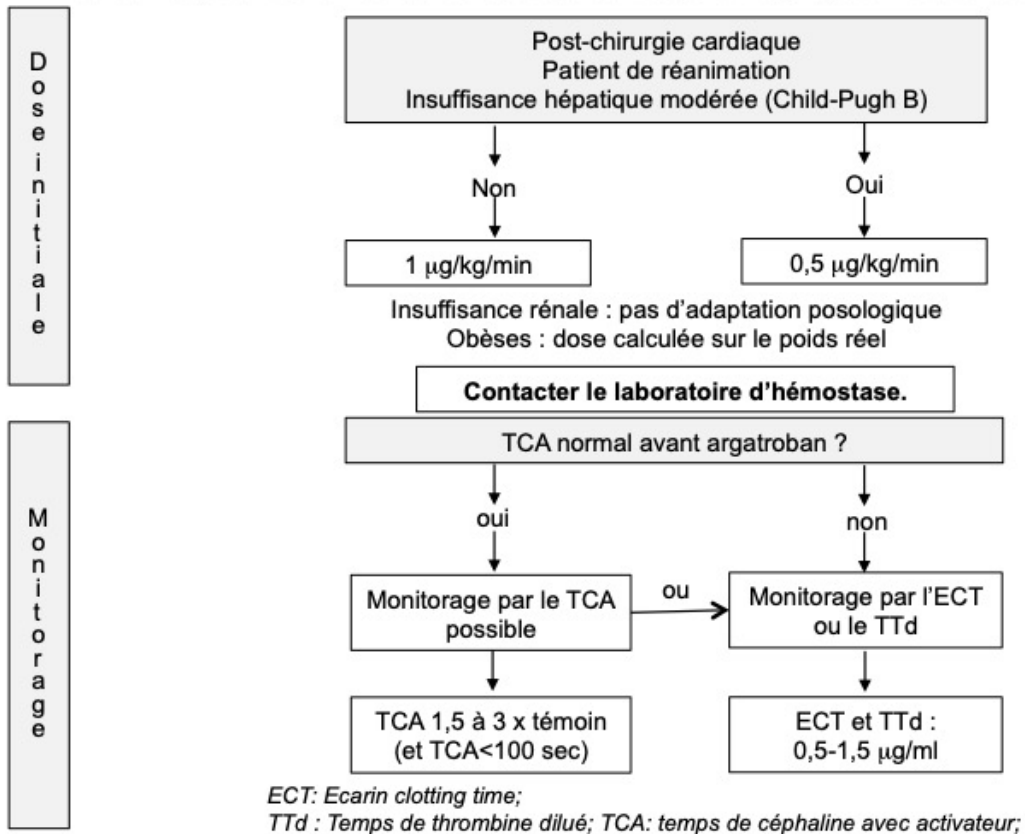 Dose initiale
Post-chirurgie cardiaque
Patient de réanimation
Insuffisance hépatique modérée (Child-Pugh B)
Non
Oui
1 µg/kg/min
0,5 µg/kg/min
Insuffisance rénale : pas d'adaptation posologique
Obèses : dose calculée sur le poids réel
Contacter le laboratoire d'hémostase.
Monitorage
TCA normal avant argatroban ?
oui
non
Monitorage par le TCA
possible
ou
Monitorage par l'ECT
ou le TTd
TCA 1,5 à 3 x témoin
(et TCA<100 sec)
ECT et TTd :
0,5-1,5 µg/ml
ECT: Ecarin clotting time;
TTd : Temps de thrombine dilué; TCA: temps de céphaline avec activateur;